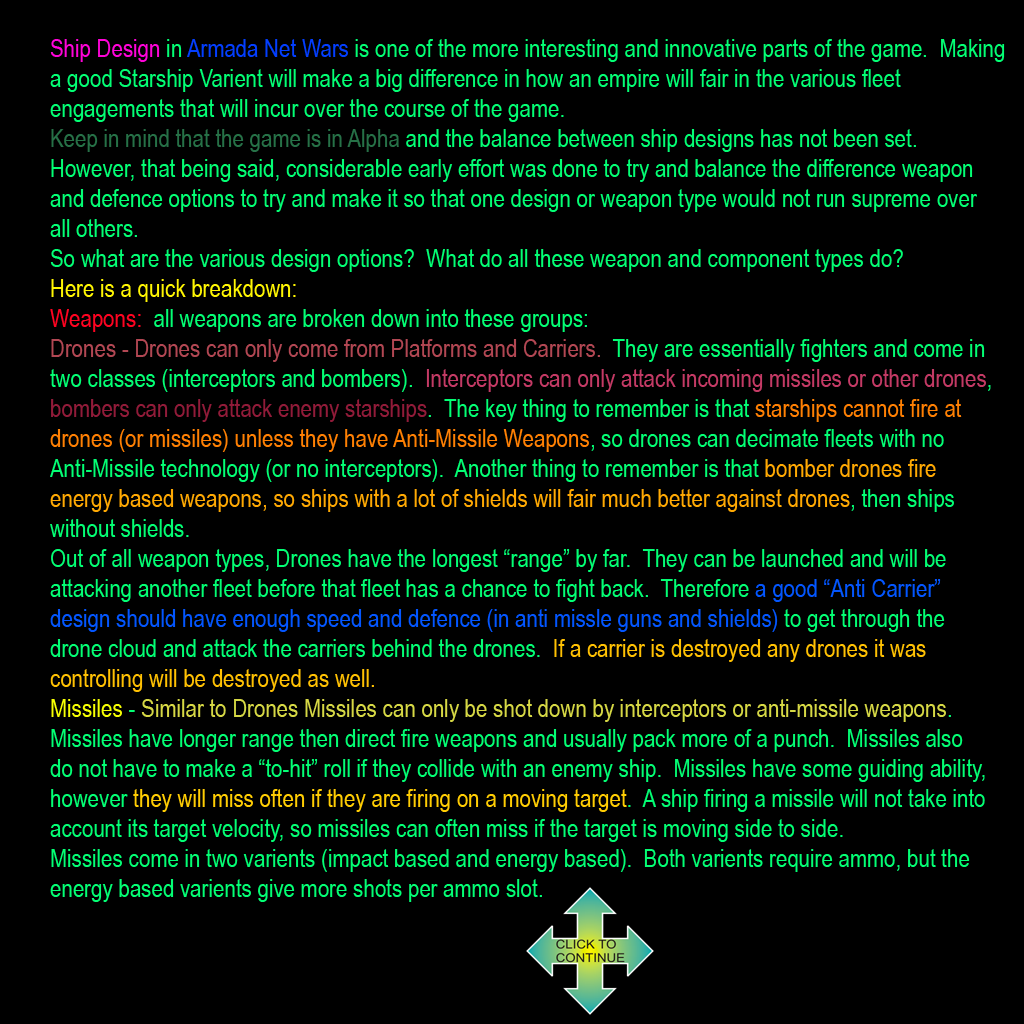 Ship Design in Armada Net Wars is one of the more interesting and innovative parts of the game.  Making
a good Starship Varient will make a big difference in how an empire will fair in the various fleet
engagements that will incur over the course of the game.
Keep in mind that the game is in Alpha and the balance between ship designs has not been set.
However, that being said, considerable early effort was done to try and balance the difference weapon
and defence options to try and make it so that one design or weapon type would not run supreme over
all others.
So what are the various design options?  What do all these weapon and component types do?
Here is a quick breakdown:
Weapons:  all weapons are broken down into these groups:
Drones - Drones can only come from Platforms and Carriers.  They are essentially fighters and come in
two classes (interceptors and bombers).  Interceptors can only attack incoming missiles or other drones,
bombers can only attack enemy starships.  The key thing to remember is that starships cannot fire at
drones (or missiles) unless they have Anti-Missile Weapons, so drones can decimate fleets with no
Anti-Missile technology (or no interceptors).  Another thing to remember is that bomber drones fire
energy based weapons, so ships with a lot of shields will fair much better against drones, then ships
without shields.
Out of all weapon types, Drones have the longest “range” by far.  They can be launched and will be
attacking another fleet before that fleet has a chance to fight back.  Therefore a good “Anti Carrier”
design should have enough speed and defence (in anti missle guns and shields) to get through the
drone cloud and attack the carriers behind the drones.  If a carrier is destroyed any drones it was
controlling will be destroyed as well.
Missiles - Similar to Drones Missiles can only be shot down by interceptors or anti-missile weapons.
Missiles have longer range then direct fire weapons and usually pack more of a punch.  Missiles also
do not have to make a “to-hit” roll if they collide with an enemy ship.  Missiles have some guiding ability,
however they will miss often if they are firing on a moving target.  A ship firing a missile will not take into
account its target velocity, so missiles can often miss if the target is moving side to side.
Missiles come in two varients (impact based and energy based).  Both varients require ammo, but the
energy based varients give more shots per ammo slot.
CLICK TO
CONTINUE